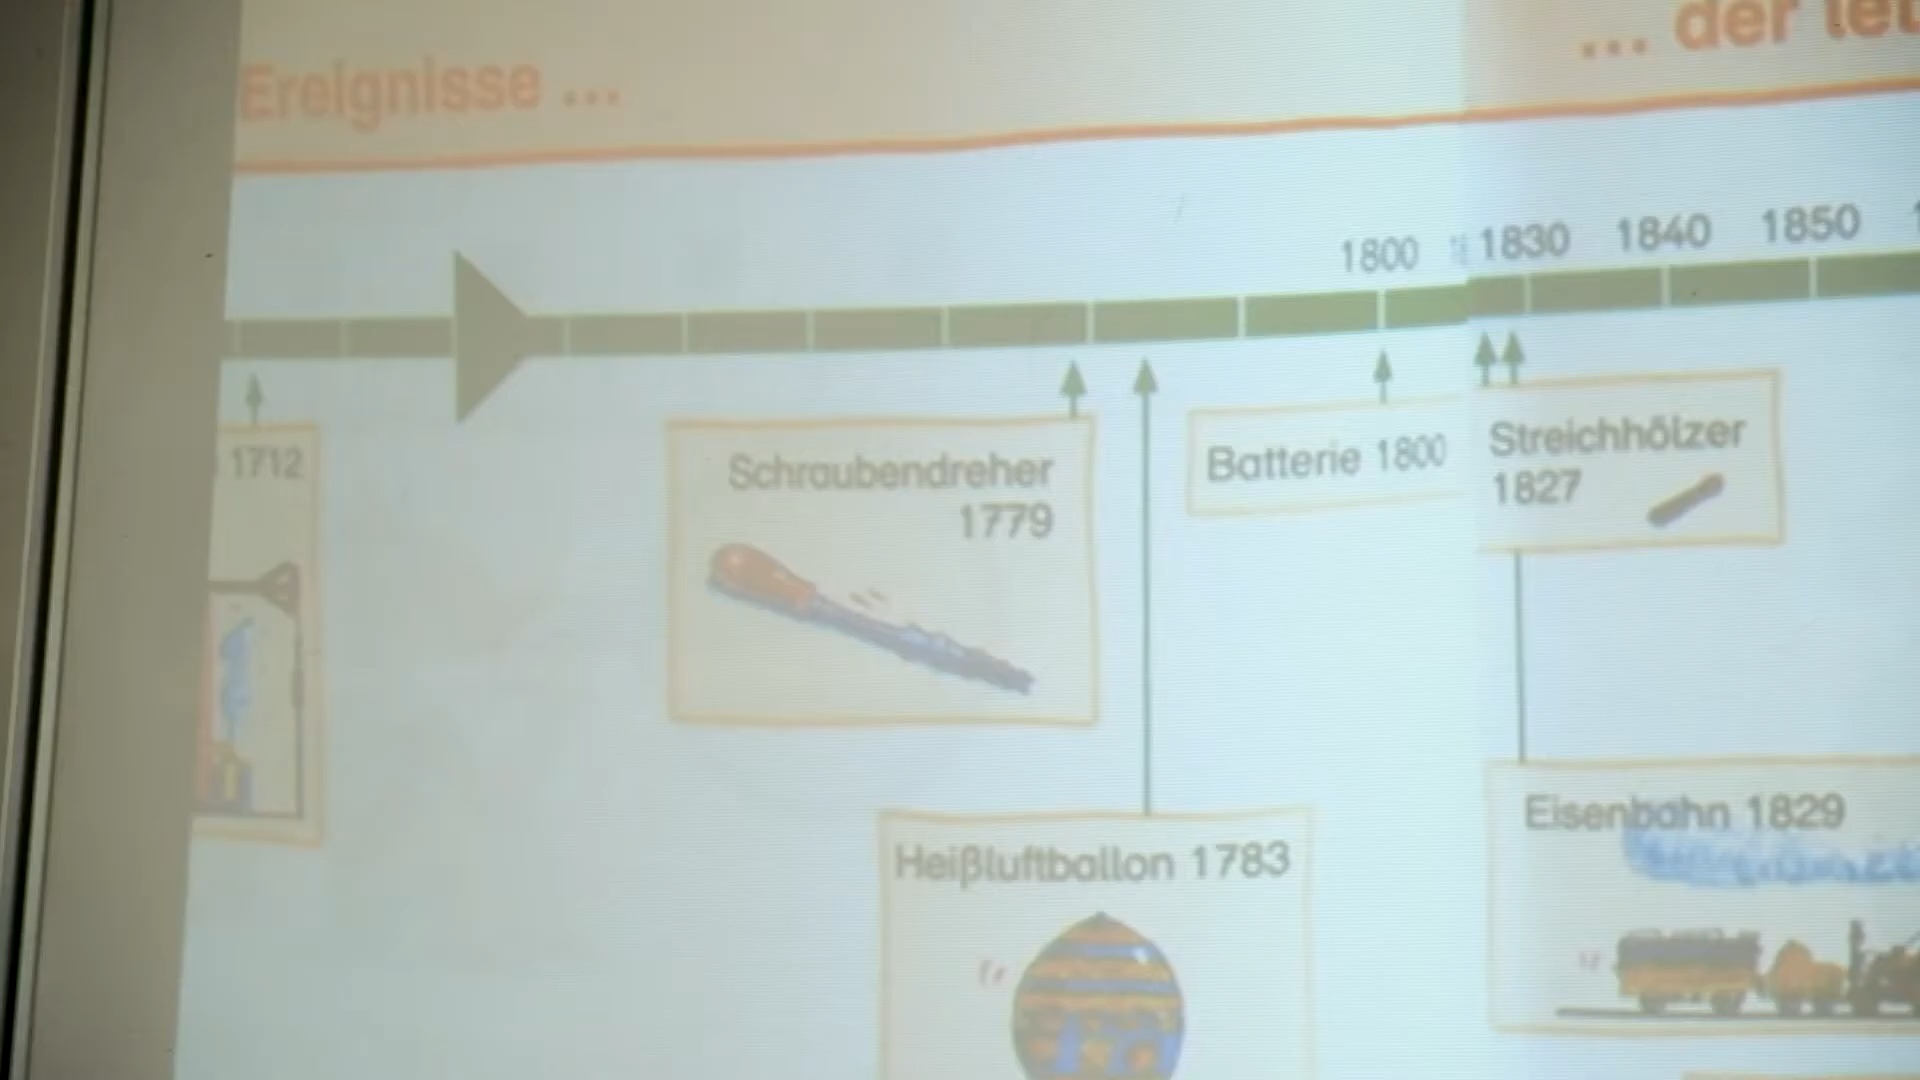 Ereignisse ...
... der
1800
1830 1840 1850
1712
Schraubendreher
1779
Batterie 1800
Streichhölzer
1827
Heißluftballon 1783
Eisenbahn 1829